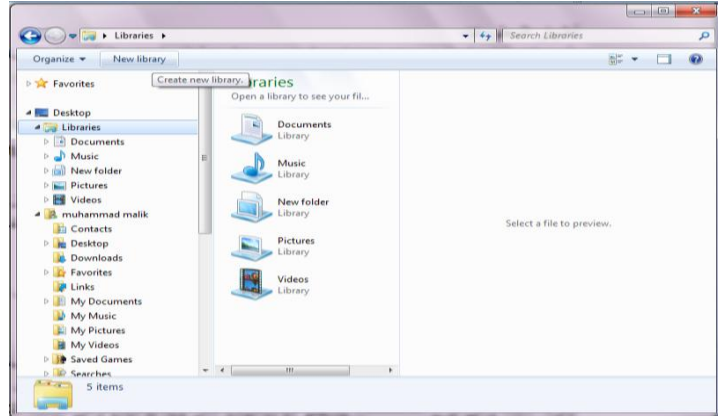 Libraries
Search Libraries
Organize
New library
Create new library.
Favorites
Desktop
Libraries
Documents
Music
New folder
Pictures
Videos
muhammad malik
Contacts
Desktop
Downloads
Favorites
Links
My Documents
My Music
My Pictures
My Videos
Saved Games
Searches
raries
Open a library to see your fil...
Documents
Library
Music
Library
New folder
Library
Pictures
Library
Videos
Library
Select a file to preview.
5 items